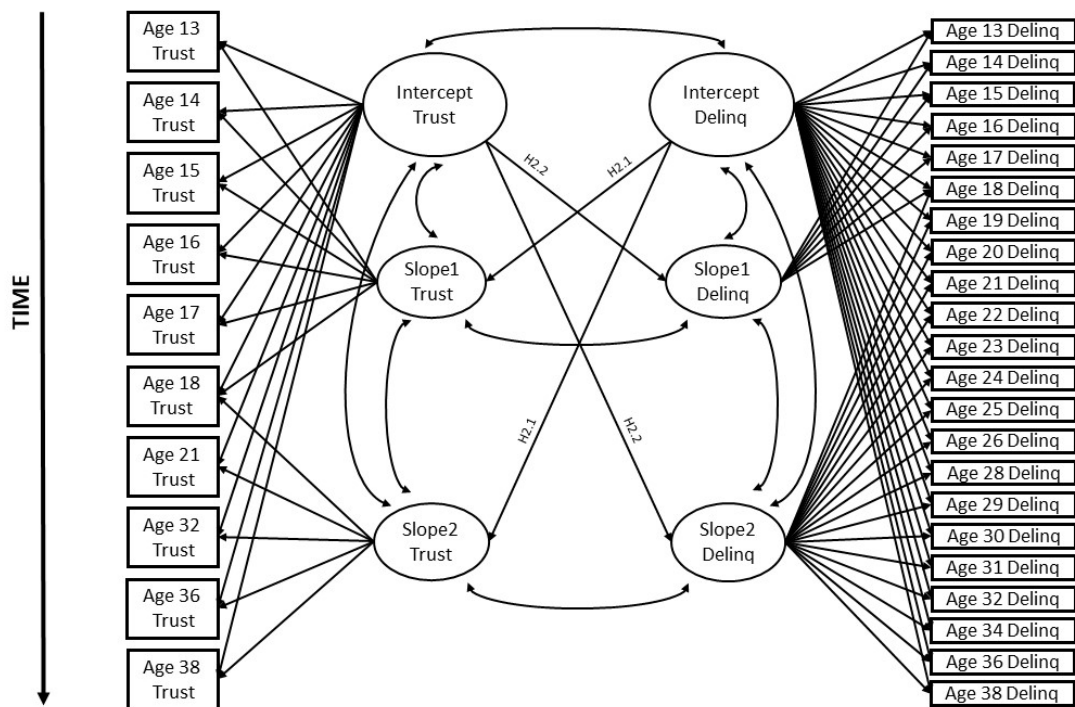 TIME
Age 13
Trust
Age 14
Trust
Age 15
Trust
Age 16
Trust
Age 17
Trust
Age 18
Trust
Age 21
Trust
Age 32
Trust
Age 36
Trust
Age 38
Trust
Intercept
Trust
Intercept
Delinq
H2.2
H2.1
Slope1
Trust
Slope1
Delinq
H2.1
H2.2
Slope2
Trust
Slope2
Delinq
Age 13 Delinq
Age 14 Delinq
Age 15 Delinq
Age 16 Delinq
Age 17 Delinq
Age 18 Delinq
Age 19 Delinq
Age 20 Delinq
Age 21 Delinq
Age 22 Delinq
Age 23 Delinq
Age 24 Delinq
Age 25 Delinq
Age 26 Delinq
Age 28 Delinq
Age 29 Delinq
Age 30 Delinq
Age 31 Delinq
Age 32 Delinq
Age 34 Delinq
Age 36 Delinq
Age 38 Delinq